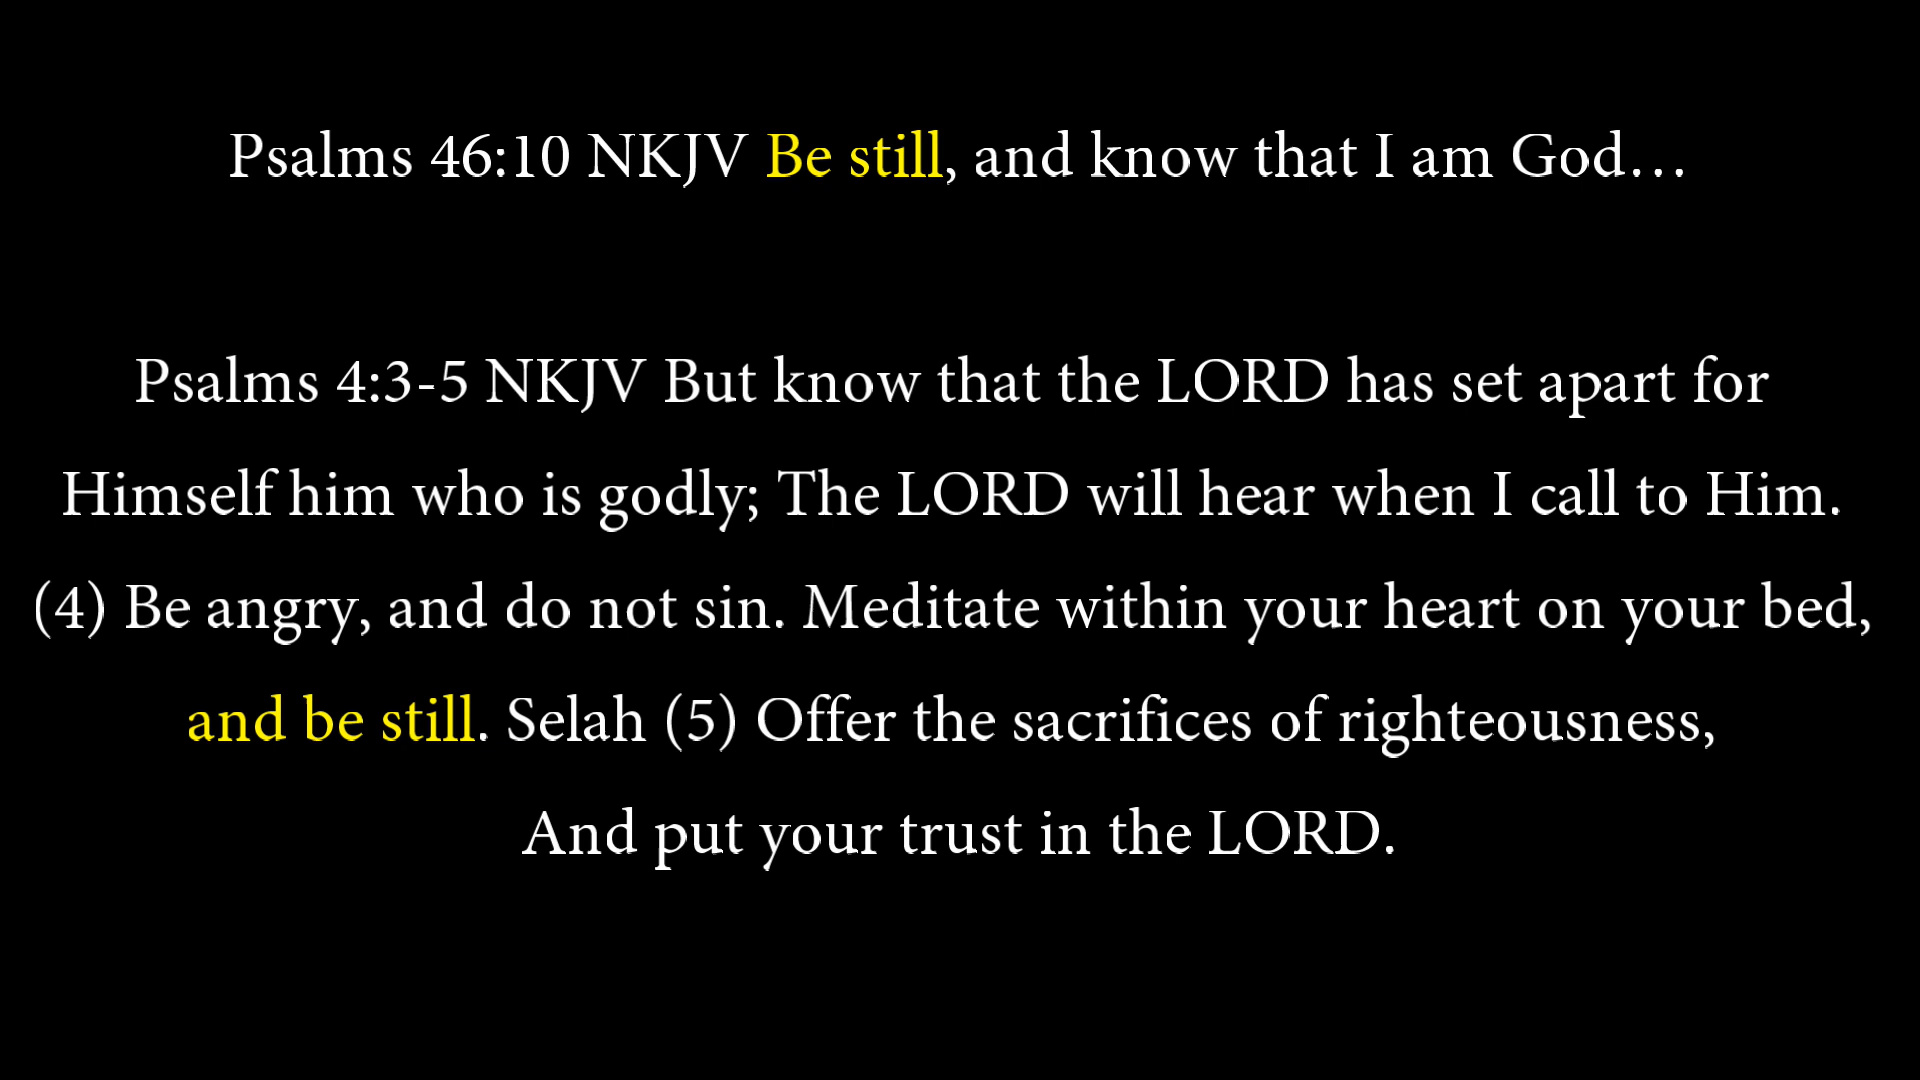 Psalms 46:10 NKJV Be still, and know that I am God…
Psalms 4:3-5 NKJV But know that the LORD has set apart for
Himself him who is godly; The LORD will hear when I call to Him.
(4) Be angry, and do not sin. Meditate within your heart on your bed,
and be still. Selah (5) Offer the sacrifices of righteousness,
And put your trust in the LORD.